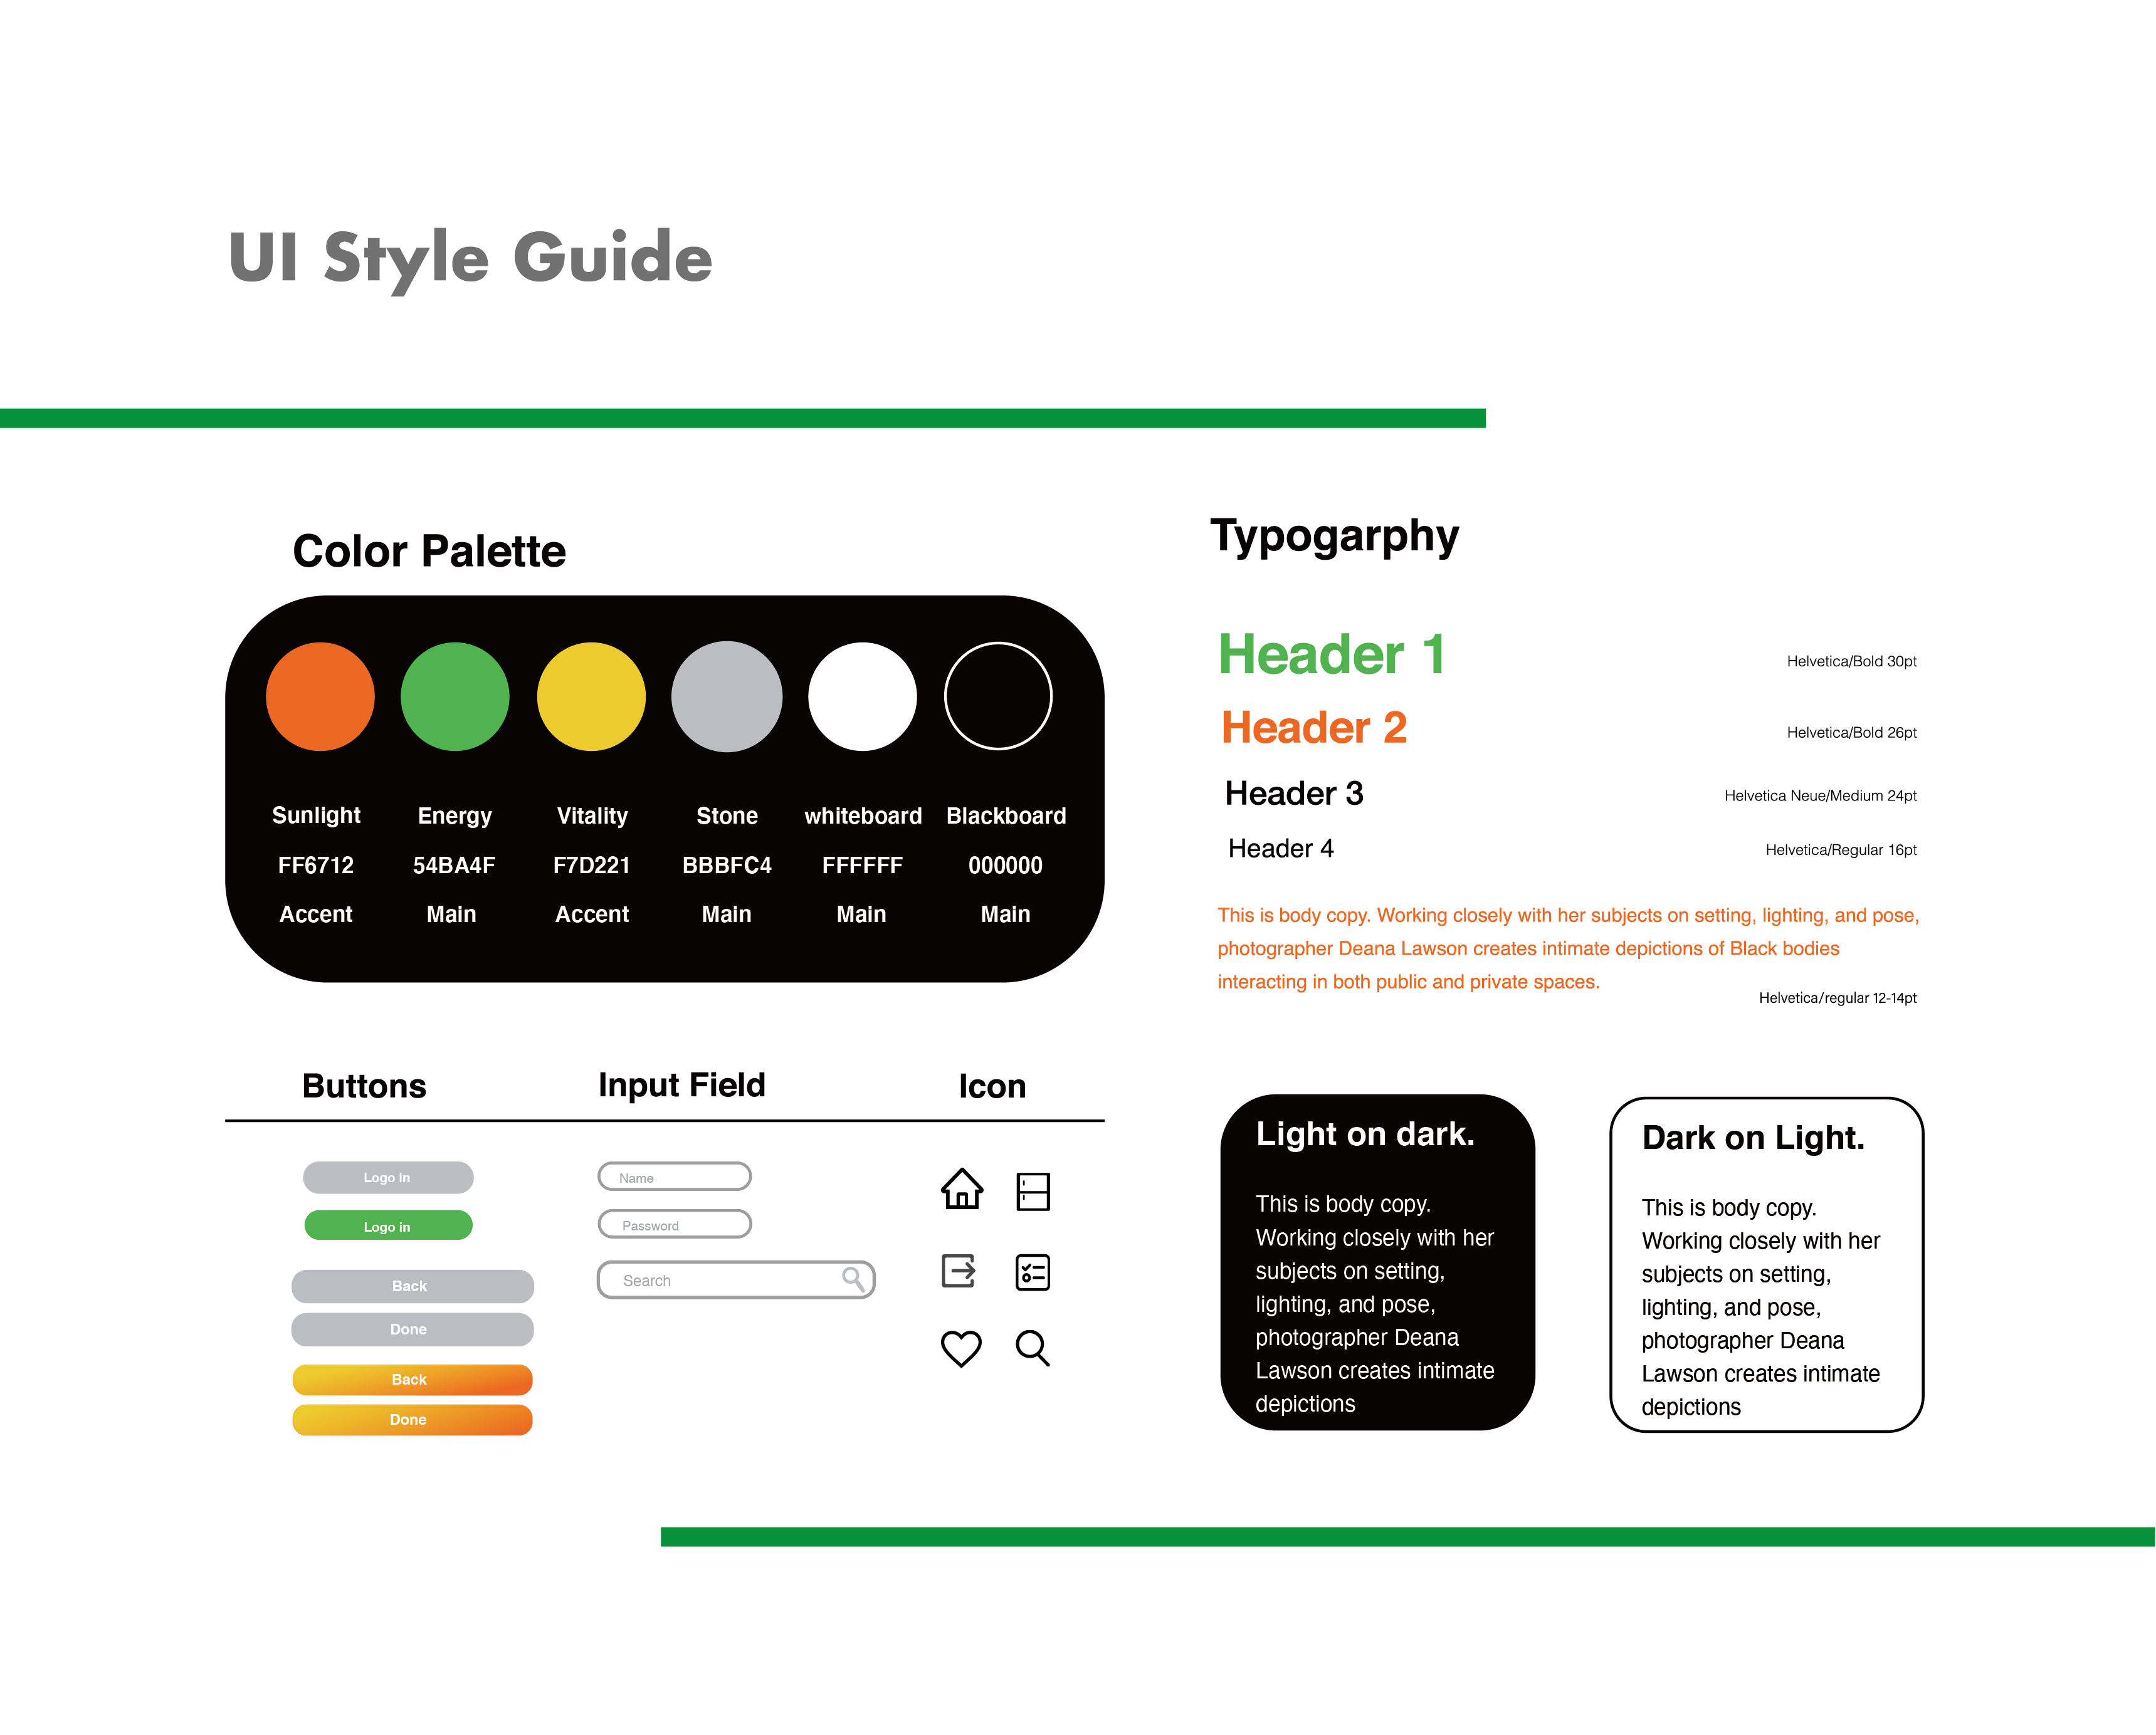 UI Style Guide
Color Palette
Sunlight Energy Vitality Stone whiteboard Blackboard
FF6712 54BA4F F7D221 BBBFC4 FFFFFF 000000
Accent Main Accent Main Main Main
Typogarphy
Header 1 Helvetica/Bold 30pt
Header 2 Helvetica/Bold 26pt
Header 3 Helvetica Neue/Medium 24pt
Header 4 Helvetica/Regular 16pt
This is body copy. Working closely with her subjects on setting, lighting, and pose,
photographer Deana Lawson creates intimate depictions of Black bodies
interacting in both public and private spaces.
Helvetica/regular 12-14pt
Buttons
Logo in
Logo in
Back
Done
Back
Done
Input Field
Name
Password
Search
Icon
Light on dark.
This is body copy.
Working closely with her
subjects on setting,
lighting, and pose,
photographer Deana
Lawson creates intimate
depictions
Dark on Light.
This is body copy.
Working closely with her
subjects on setting,
lighting, and pose,
photographer Deana
Lawson creates intimate
depictions